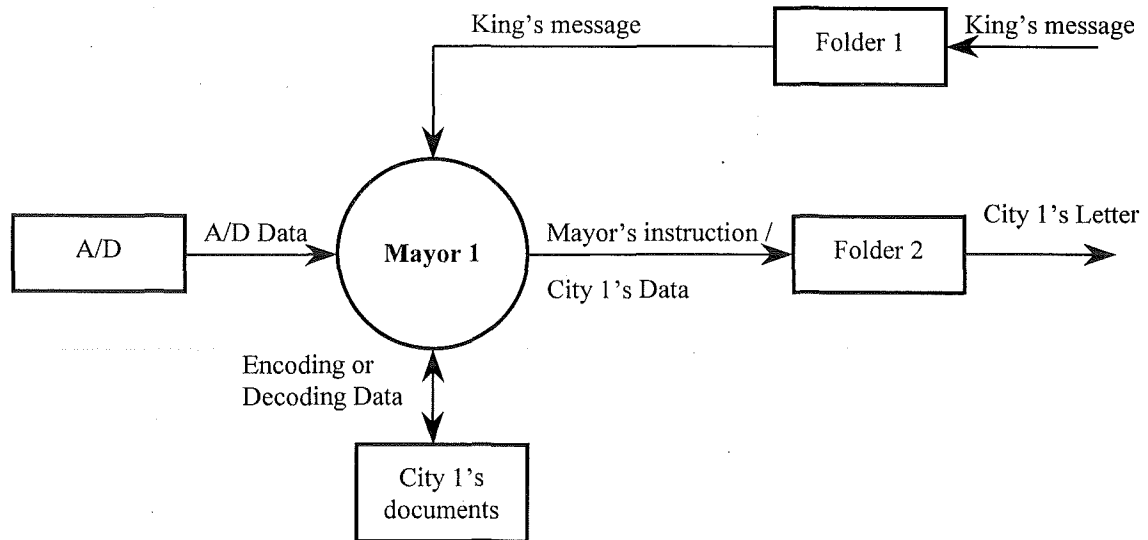 King’s message
Folder 1
King’s message
A/D
A/D Data
Mayor 1
Mayor’s instruction /
City 1’s Data
Folder 2
City 1’s Letter
Encoding or
Decoding Data
City 1’s
documents